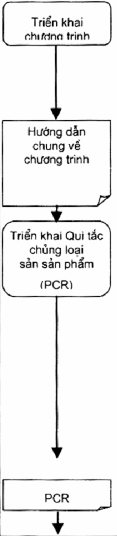 Triển khai
chương trình
Hướng dẫn
chung về
chương trình
Triển khai Qui tắc
chủng loại
sản sản phẩm
(PCR)
PCR